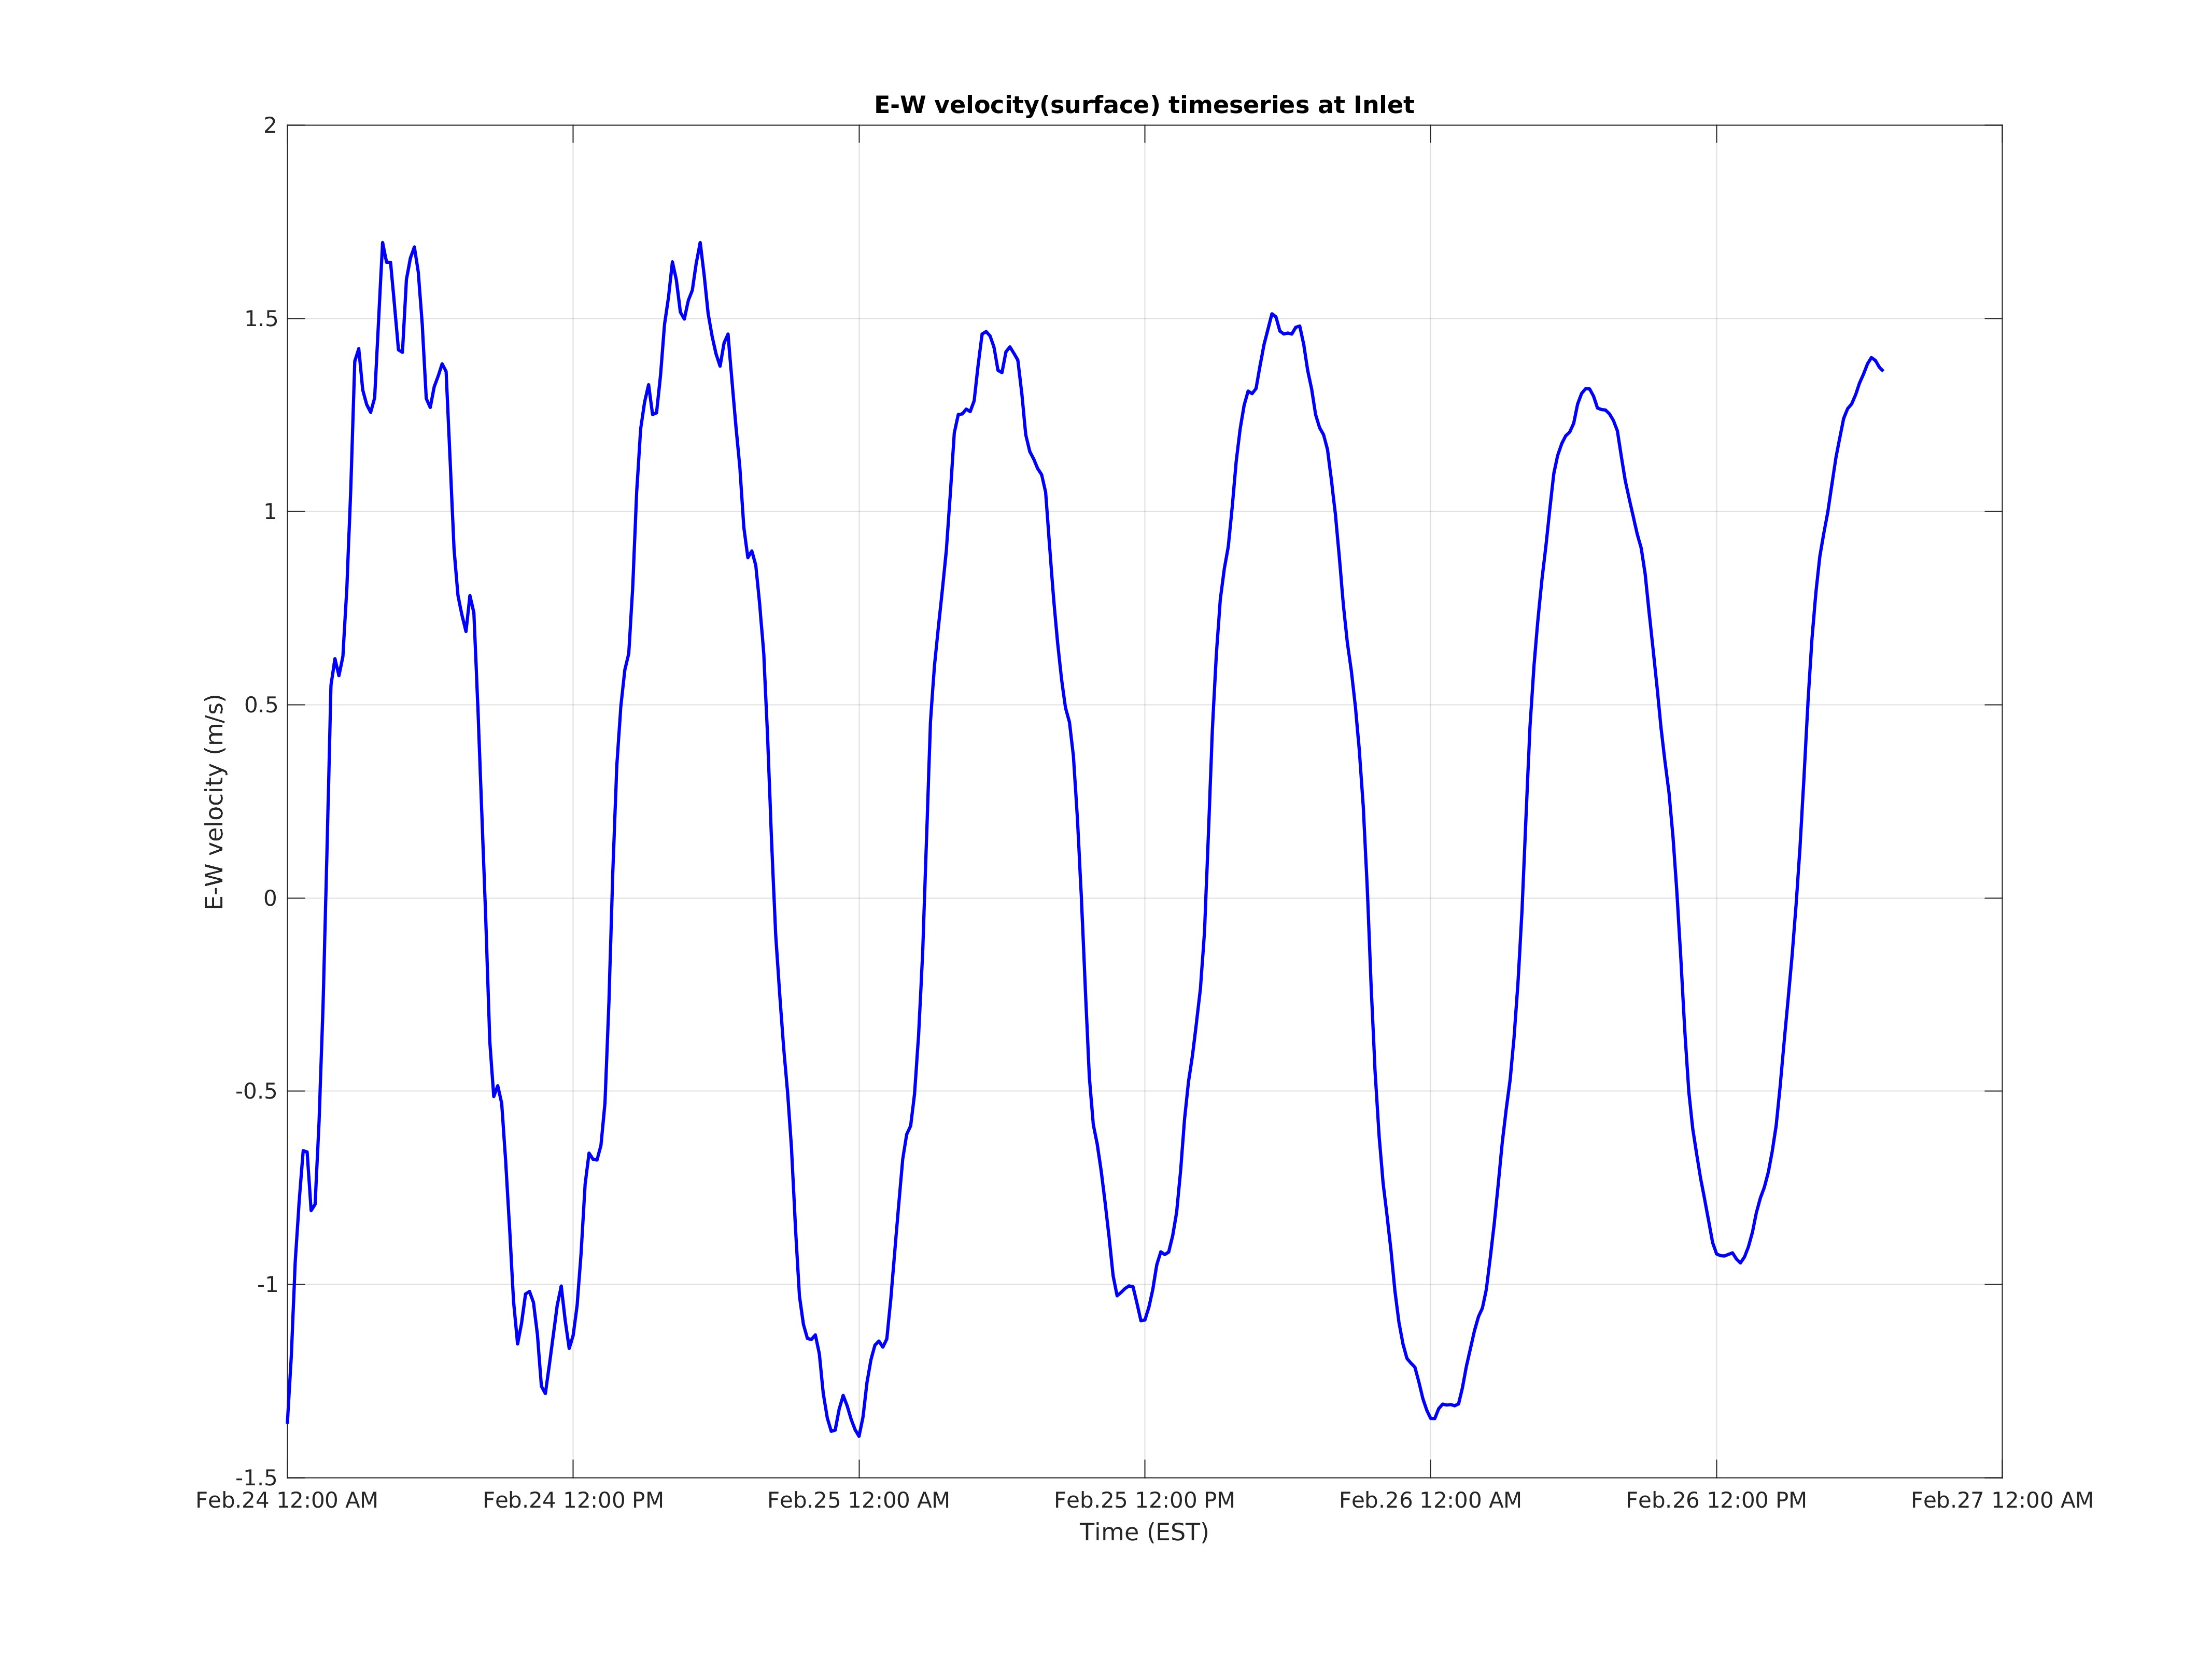 E-W velocity(surface) timeseries at Inlet
2
1.5
1
0.5
0
-0.5
-1
-1.5
E-W velocity (m/s)
Feb.24 12:00 AM Feb.24 12:00 PM Feb.25 12:00 AM Feb.25 12:00 PM Feb.26 12:00 AM Feb.26 12:00 PM Feb.27 12:00 AM
Time (EST)